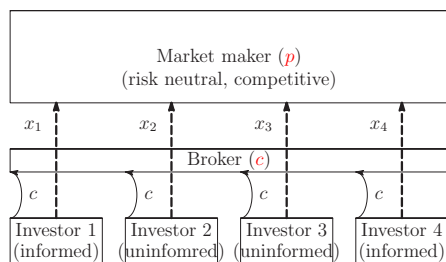 Market maker (p)
(risk neutral, competitive)
x1 x2 x3 x4
Broker (c)
c c c c
Investor 1 Investor 2 Investor 3 Investor 4
(informed) (uninfomred) (uninformed) (informed)